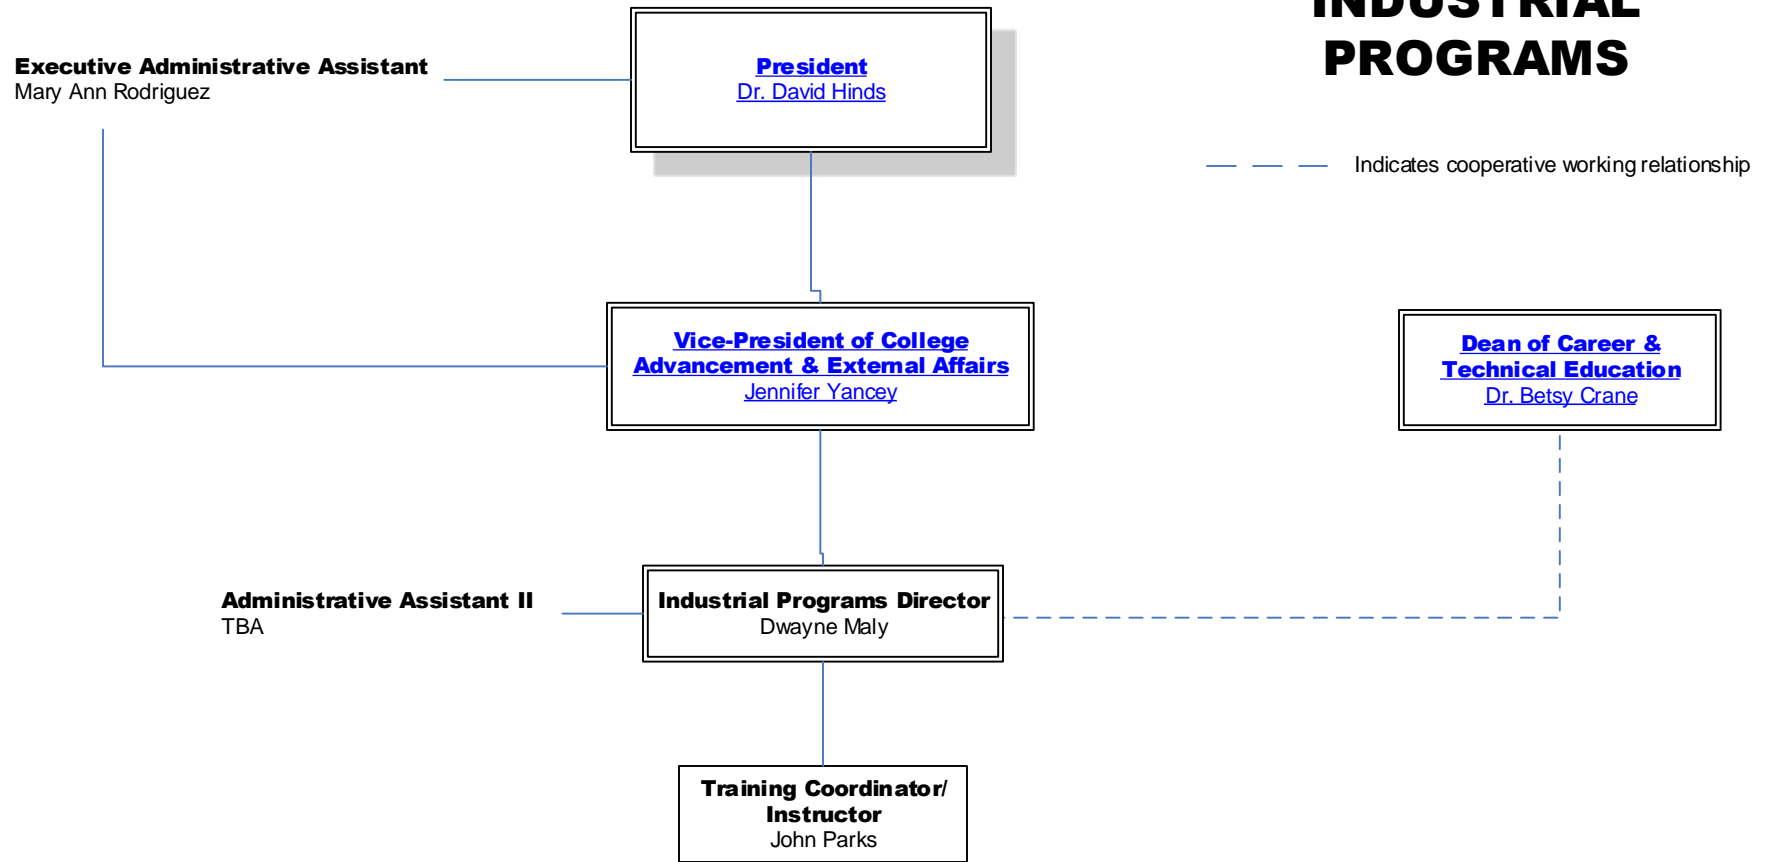 INDUSTRIAL
PROGRAMS
Executive Administrative Assistant
Mary Ann Rodriguez
President
Dr. David Hinds
Indicates cooperative working relationship
Vice-President of College
Advancement & External Affairs
Jennifer Yancey
Dean of Career &
Technical Education
Dr. Betsy Crane
Administrative Assistant II
TBA
Industrial Programs Director
Dwayne Maly
Training Coordinator/
Instructor
John Parks